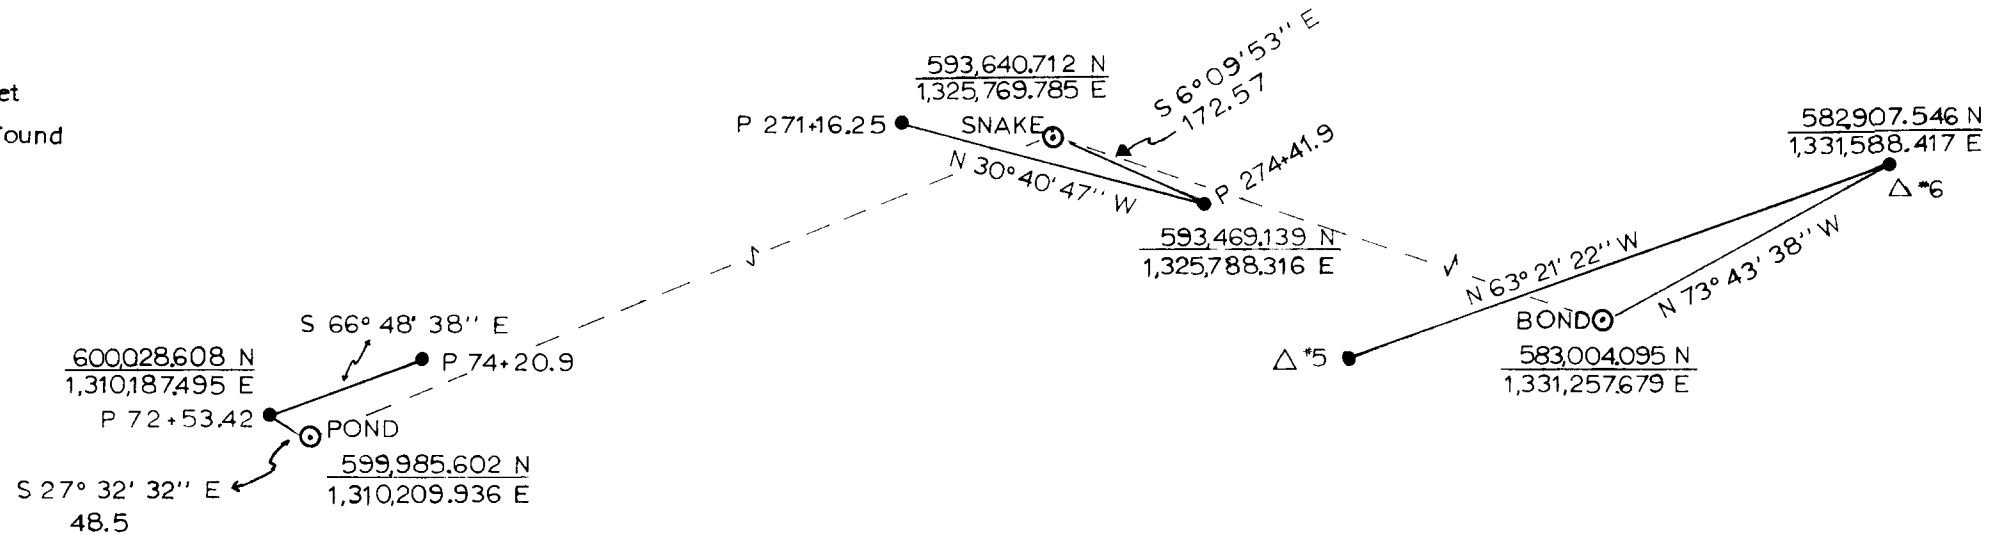 et
ound
593,640.712 N
1,325,769.785 E
S 6° 09' 53'' E
172.57
P 271+16.25
SNAKE
N 30° 40' 47'' W
P 274+41.9
593,469.139 N
1,325,788.316 E
582,907.546 N
1,331,588.417 E
△ #6
N 63° 21' 22'' W
N 73° 43' 38'' W
BOND
△ #5
583,004.095 N
1,331,257.679 E
S 66° 48' 38'' E
600,028.608 N
1,310,187.495 E
P 74+20.9
P 72+53.42
POND
599,985.602 N
1,310,209.936 E
S 27° 32' 32'' E
48.5